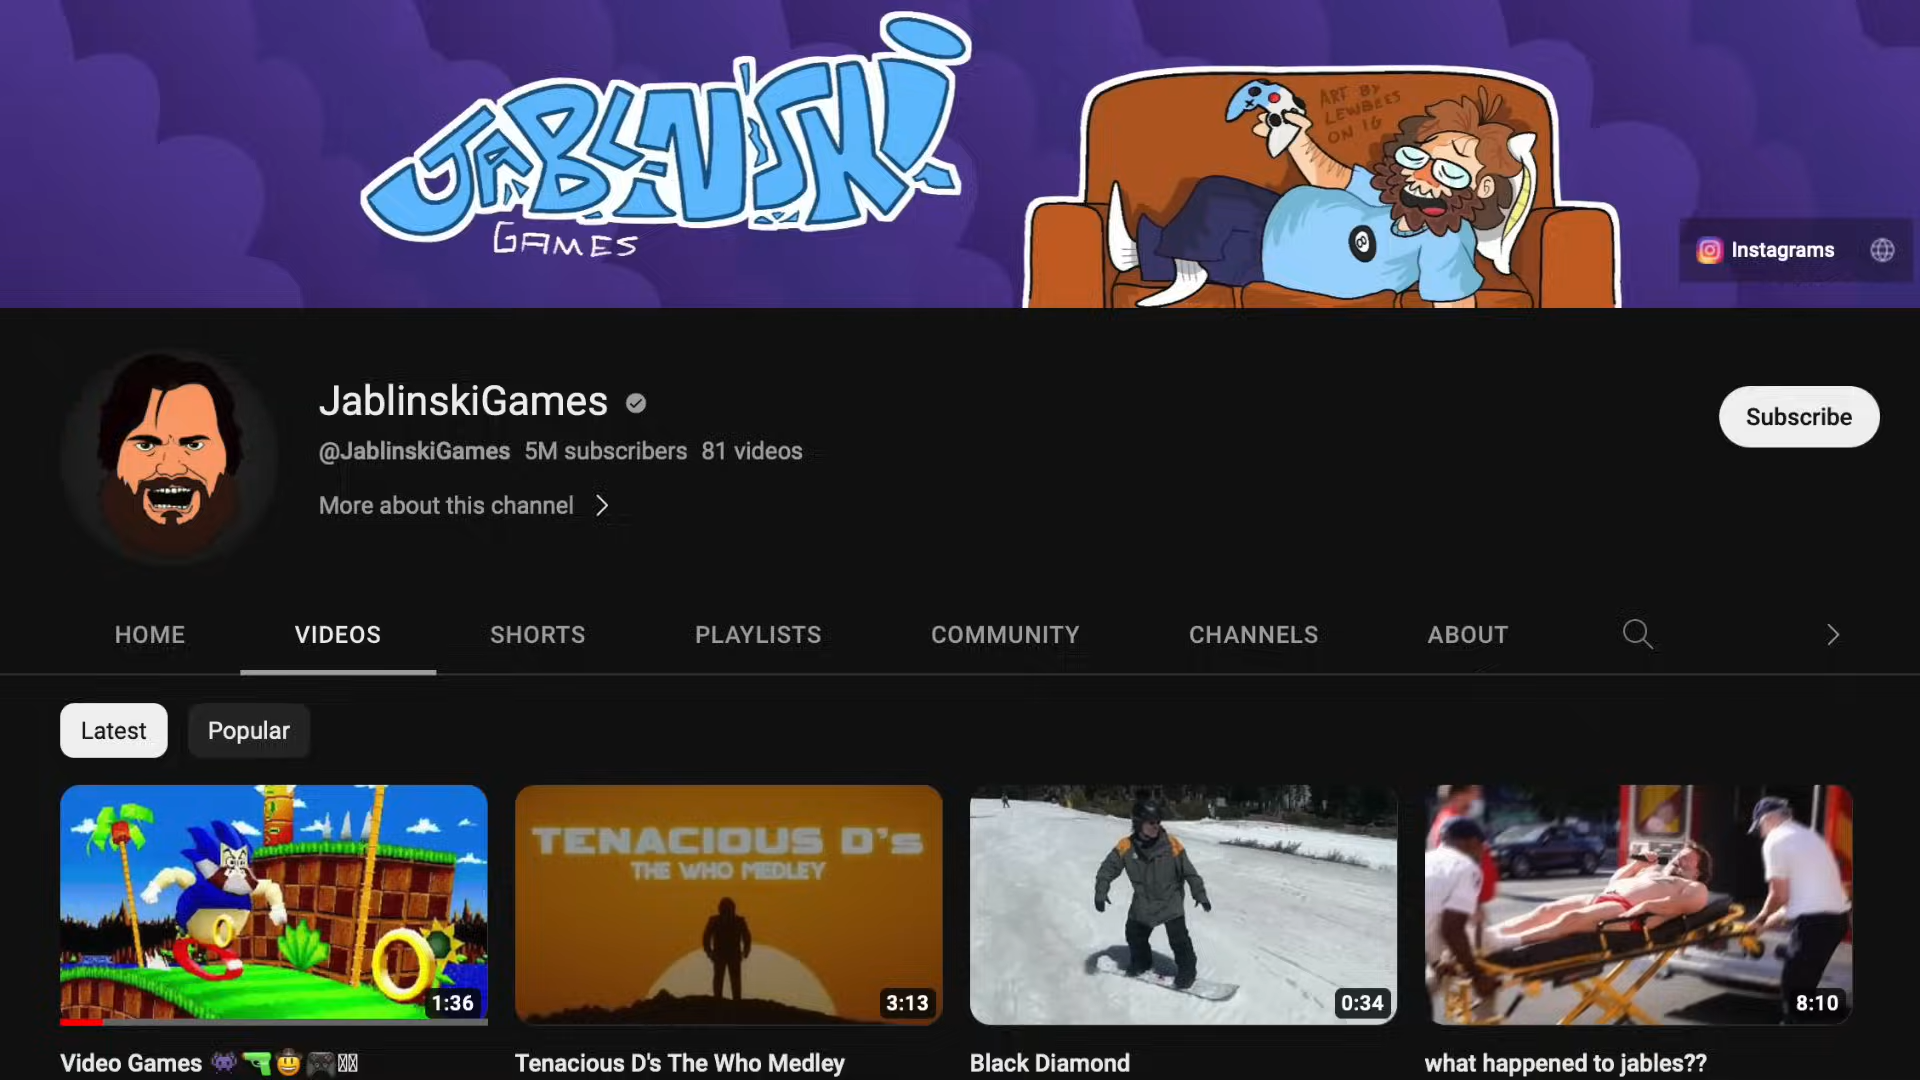 JABLINSKI
GAMES
ART BY
LEWBEES
ON IG
8
Instagrams
JablinskiGames
@JablinskiGames 5M subscribers 81 videos
More about this channel
Subscribe
HOME VIDEOS SHORTS PLAYLISTS COMMUNITY CHANNELS ABOUT
Latest Popular
TENACIOUS D's
THE WHO MEDLEY
1:36 3:13 0:34 8:10
Video Games 👾🔫🤠🎮
Tenacious D's The Who Medley
Black Diamond
what happened to jables??